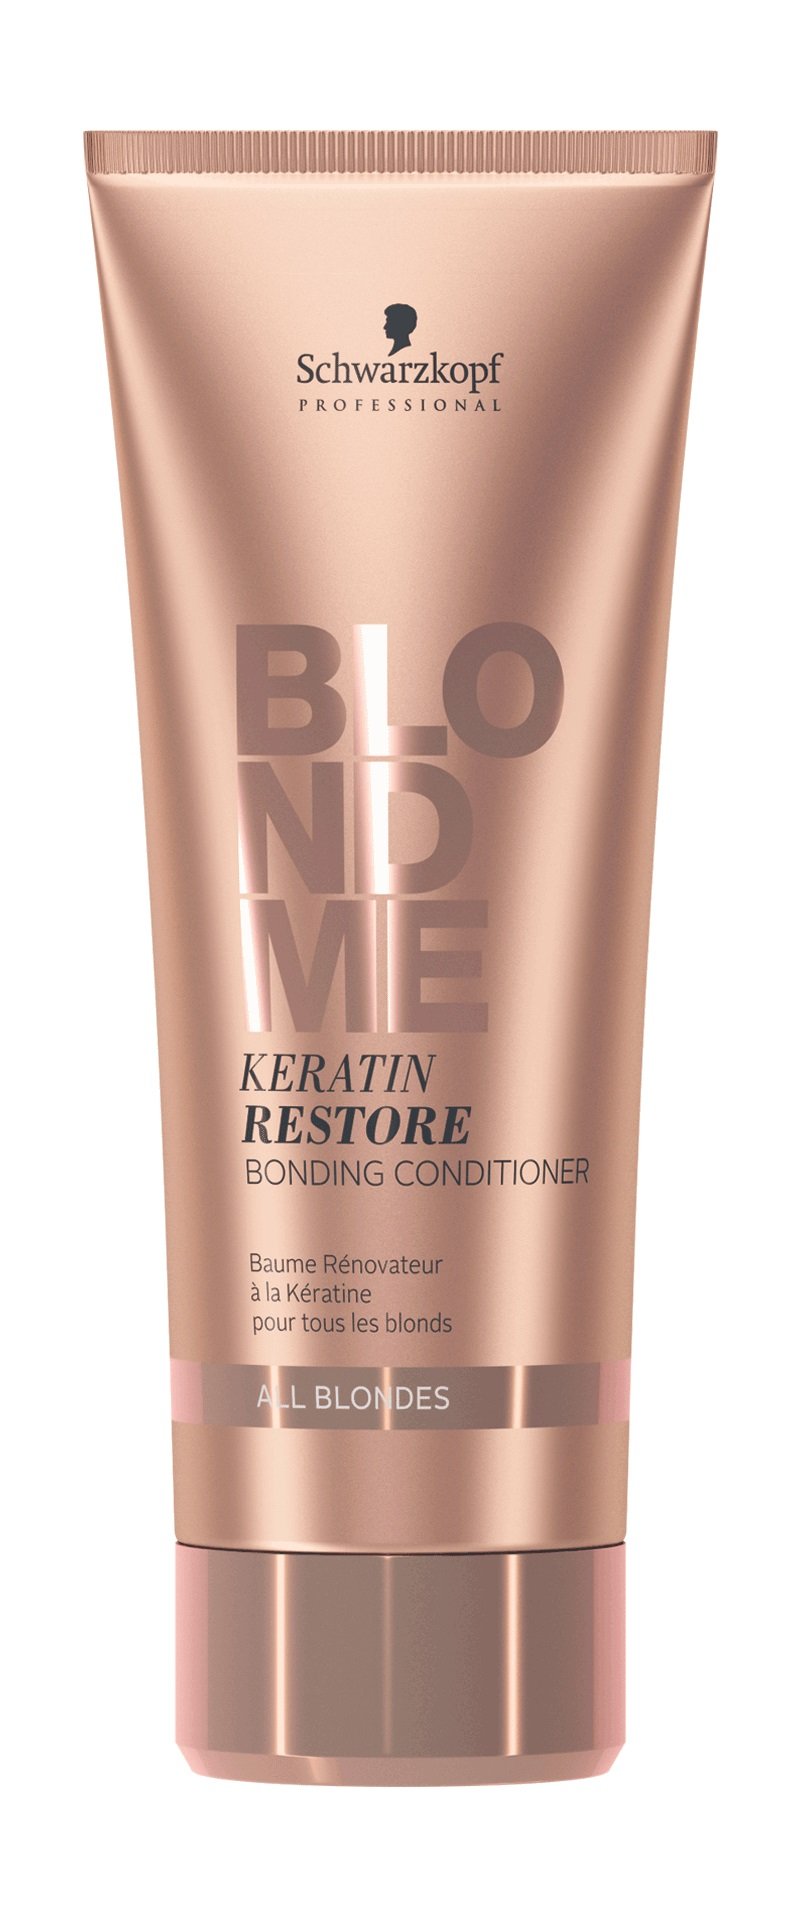 Schwarzkopf
PROFESSIONAL
BLO
ND
ME
KERATIN
RESTORE
BONDING CONDITIONER
Baume Rénovateur
à la Kératine
pour tous les blonds
ALL BLONDES